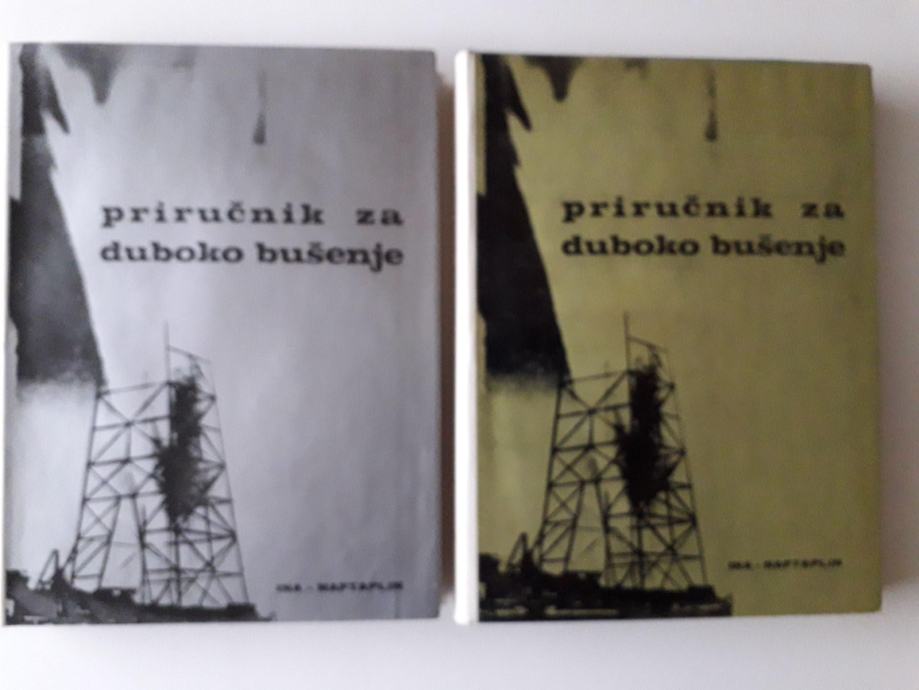 priručnik za
duboko bušenje
INA - NAFTAPLIN
priručnik za
duboko bušenje
INA - NAFTAPLIN